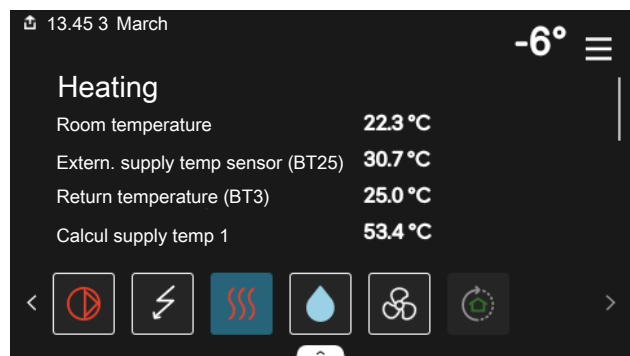 13.45 3 March
-6°
Heating
Room temperature 22.3 °C
Extern. supply temp sensor (BT25) 30.7 °C
Return temperature (BT3) 25.0 °C
Calcul supply temp 1 53.4 °C